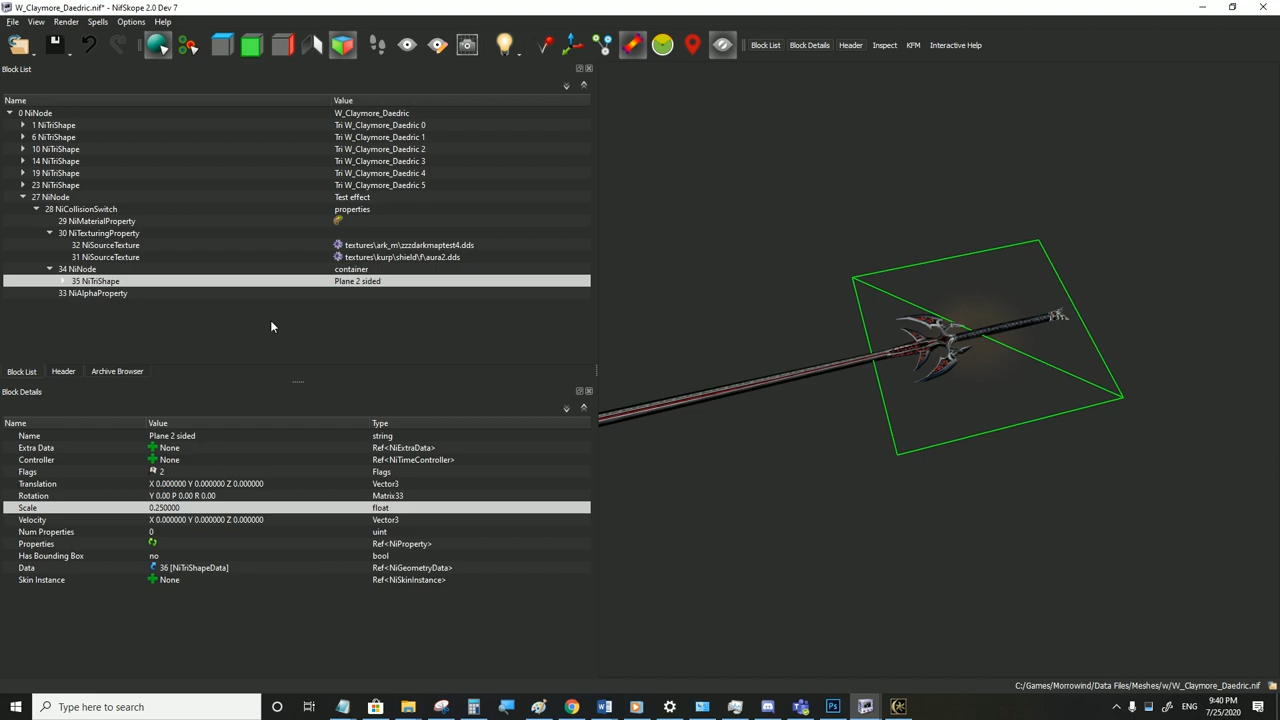 W_Claymore_Daedric.nif* - NifSkope 2.0 Dev 7
File View Render Spells Options Help
Block List Block Details Header Inspect KFM Interactive Help
Block List
Name Value
0 NiNode W_Claymore_Daedric
1 NiTriShape Tri W_Claymore_Daedric 0
6 NiTriShape Tri W_Claymore_Daedric 1
10 NiTriShape Tri W_Claymore_Daedric 2
14 NiTriShape Tri W_Claymore_Daedric 3
19 NiTriShape Tri W_Claymore_Daedric 4
23 NiTriShape Tri W_Claymore_Daedric 5
27 NiNode Test effect
28 NiCollisionSwitch properties
29 NiMaterialProperty
30 NiTexturingProperty
32 NiSourceTexture textures\ark_m\zzzdarkmaptest4.dds
31 NiSourceTexture textures\kurp\shield\f\aura2.dds
34 NiNode container
35 NiTriShape Plane 2 sided
33 NiAlphaProperty
Block List Header Archive Browser
Block Details
Name Value Type
Name Plane 2 sided string
Extra Data None Ref<NiExtraData>
Controller None Ref<NiTimeController>
Flags 2 Flags
Translation X 0.000000 Y 0.000000 Z 0.000000 Vector3
Rotation Y 0.00 P 0.00 R 0.00 Matrix33
Scale 0.250000 float
Velocity X 0.000000 Y 0.000000 Z 0.000000 Vector3
Num Properties 0 uint
Properties Ref<NiProperty>
Has Bounding Box no bool
Data 36 [NiTriShapeData] Ref<NiGeometryData>
Skin Instance None Ref<NiSkinInstance>
C:/Games/Morrowind/Data Files/Meshes/w/W_Claymore_Daedric.nif
Type here to search
ENG
9:40 PM
7/25/2020